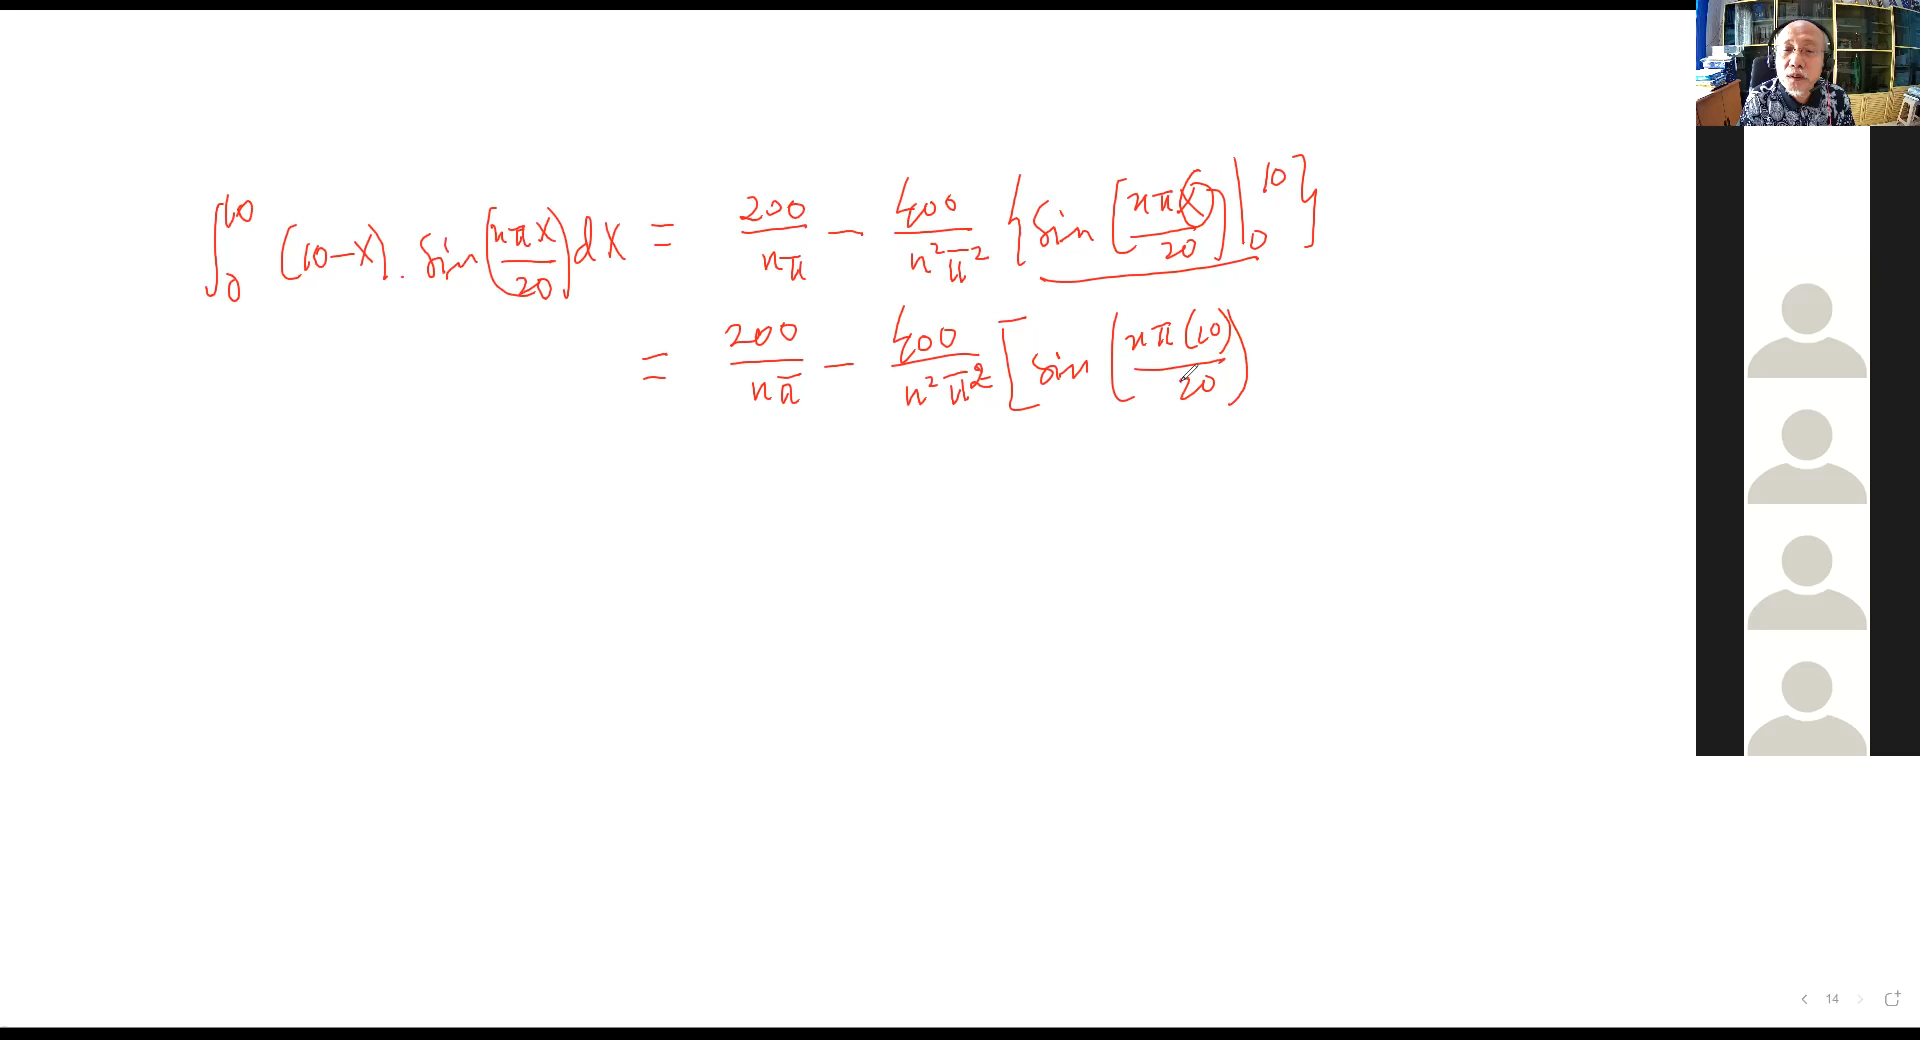 ∫₀¹⁰ (10−x) . sin(nπx/20) dx = 200/nπ − 400/n²π² {sin[nπx/20]|₀¹⁰}
= 200/nπ − 400/n²π² [sin(nπ(10)/20)
14